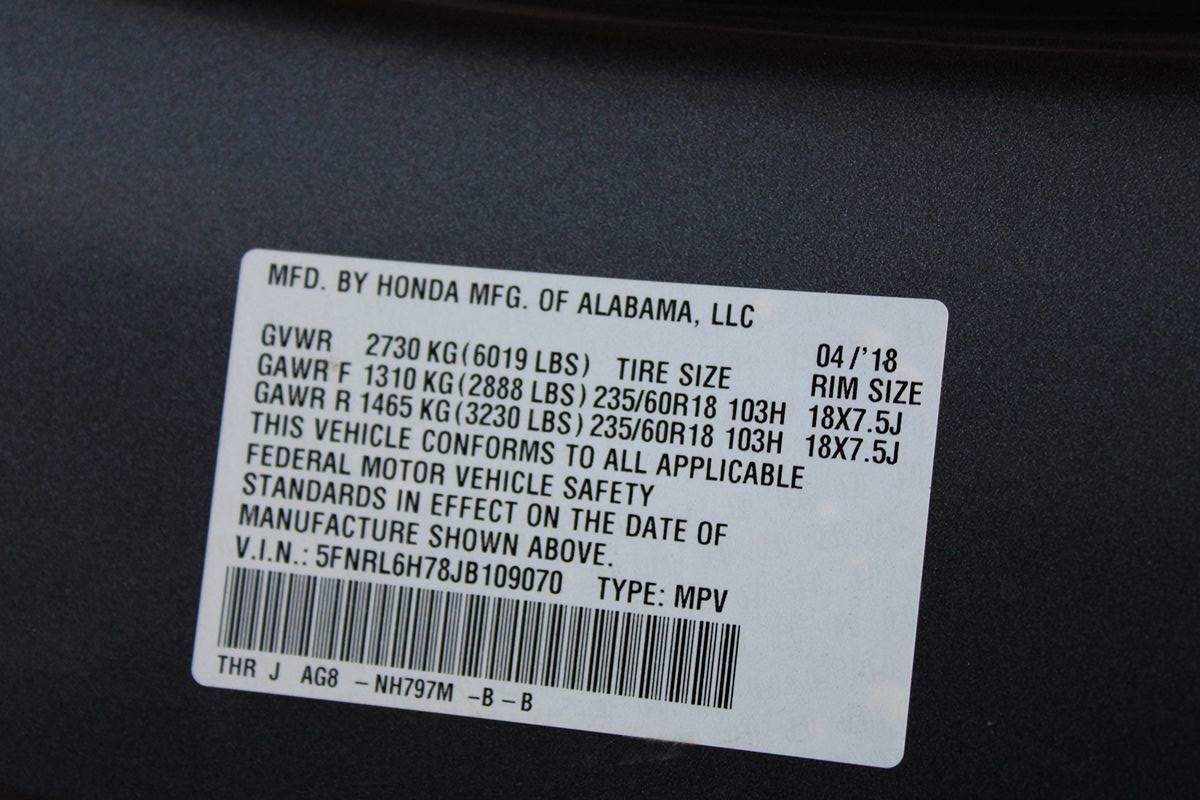 MFD. BY HONDA MFG. OF ALABAMA, LLC
04/'18
GVWR 2730 KG(6019 LBS) TIRE SIZE RIM SIZE
GAWR F 1310 KG(2888 LBS) 235/60R18 103H 18X7.5J
GAWR R 1465 KG(3230 LBS) 235/60R18 103H 18X7.5J
THIS VEHICLE CONFORMS TO ALL APPLICABLE
FEDERAL MOTOR VEHICLE SAFETY
STANDARDS IN EFFECT ON THE DATE OF
MANUFACTURE SHOWN ABOVE.
V.I.N.: 5FNRL6H78JB109070 TYPE: MPV
THR J AG8 –NH797M –B–B